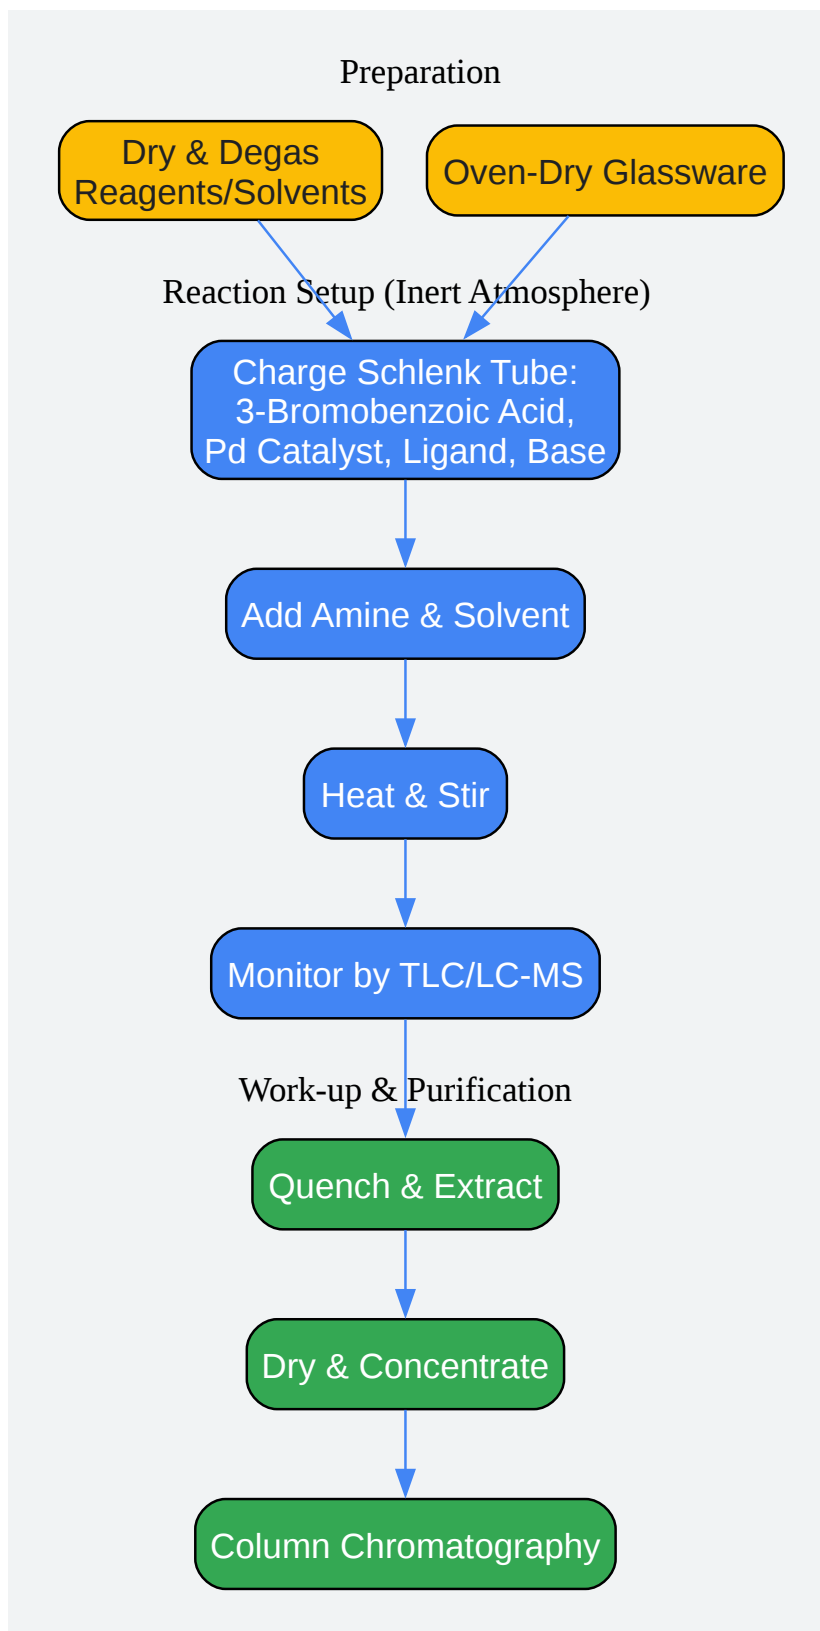 Preparation
Dry & Degas
Reagents/Solvents
Oven-Dry Glassware
Reaction Setup (Inert Atmosphere)
Charge Schlenk Tube:
3-Bromobenzoic Acid,
Pd Catalyst, Ligand, Base
Add Amine & Solvent
Heat & Stir
Monitor by TLC/LC-MS
Work-up & Purification
Quench & Extract
Dry & Concentrate
Column Chromatography